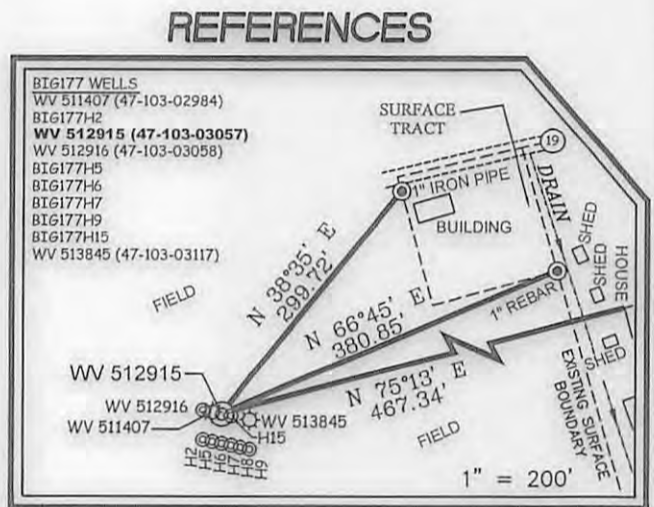 REFERENCES
BIG177 WELLS
WV 511407 (47-103-02984)
BIG177H2
WV 512915 (47-103-03057)
WV 512916 (47-103-03058)
BIG177H5
BIG177H6
BIG177H7
BIG177H9
BIG177H15
WV 513845 (47-103-03117)
SURFACE
TRACT
19
1" IRON PIPE
DRAIN
BUILDING
SHED
SHED
HOUSE
FIELD
N 38°35' E
299.72'
N 66°45' E
380.85'
1" REBAR
N 75°13' E
467.34'
SHED
EXISTING SURFACE
BOUNDARY
WV 512915
WV 512916
WV 511407
WV 513845
H15
FIELD
H2
H5
H6
H7
H8
H9
1" = 200'